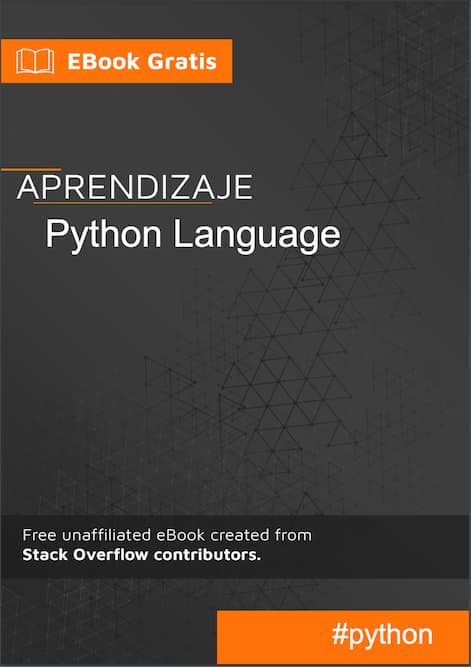 EBook Gratis
APRENDIZAJE
Python Language
Free unaffiliated eBook created from
Stack Overflow contributors.
#python